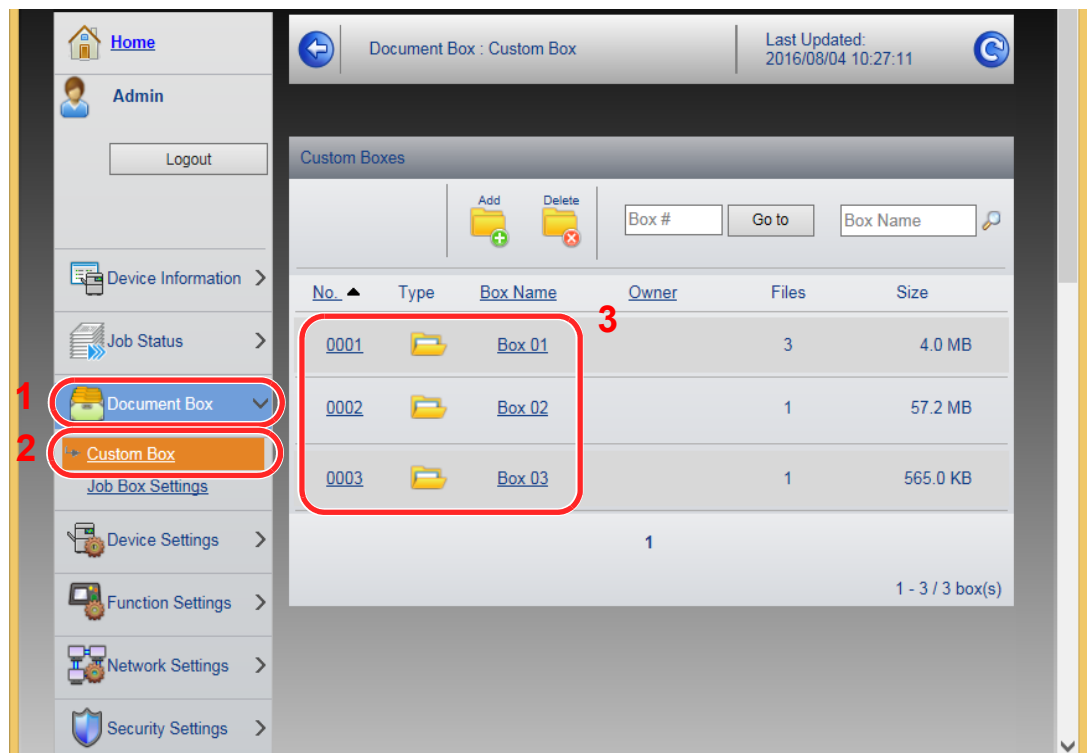 Home
Admin
Logout
Device Information
Job Status
1 Document Box
2 Custom Box
Job Box Settings
Device Settings
Function Settings
Network Settings
Security Settings
Document Box : Custom Box
Last Updated:
2016/08/04 10:27:11
Custom Boxes
Add Delete
Box # Go to Box Name
No. Type Box Name Owner Files Size
3
0001 Box 01 3 4.0 MB
0002 Box 02 1 57.2 MB
0003 Box 03 1 565.0 KB
1
1 - 3 / 3 box(s)